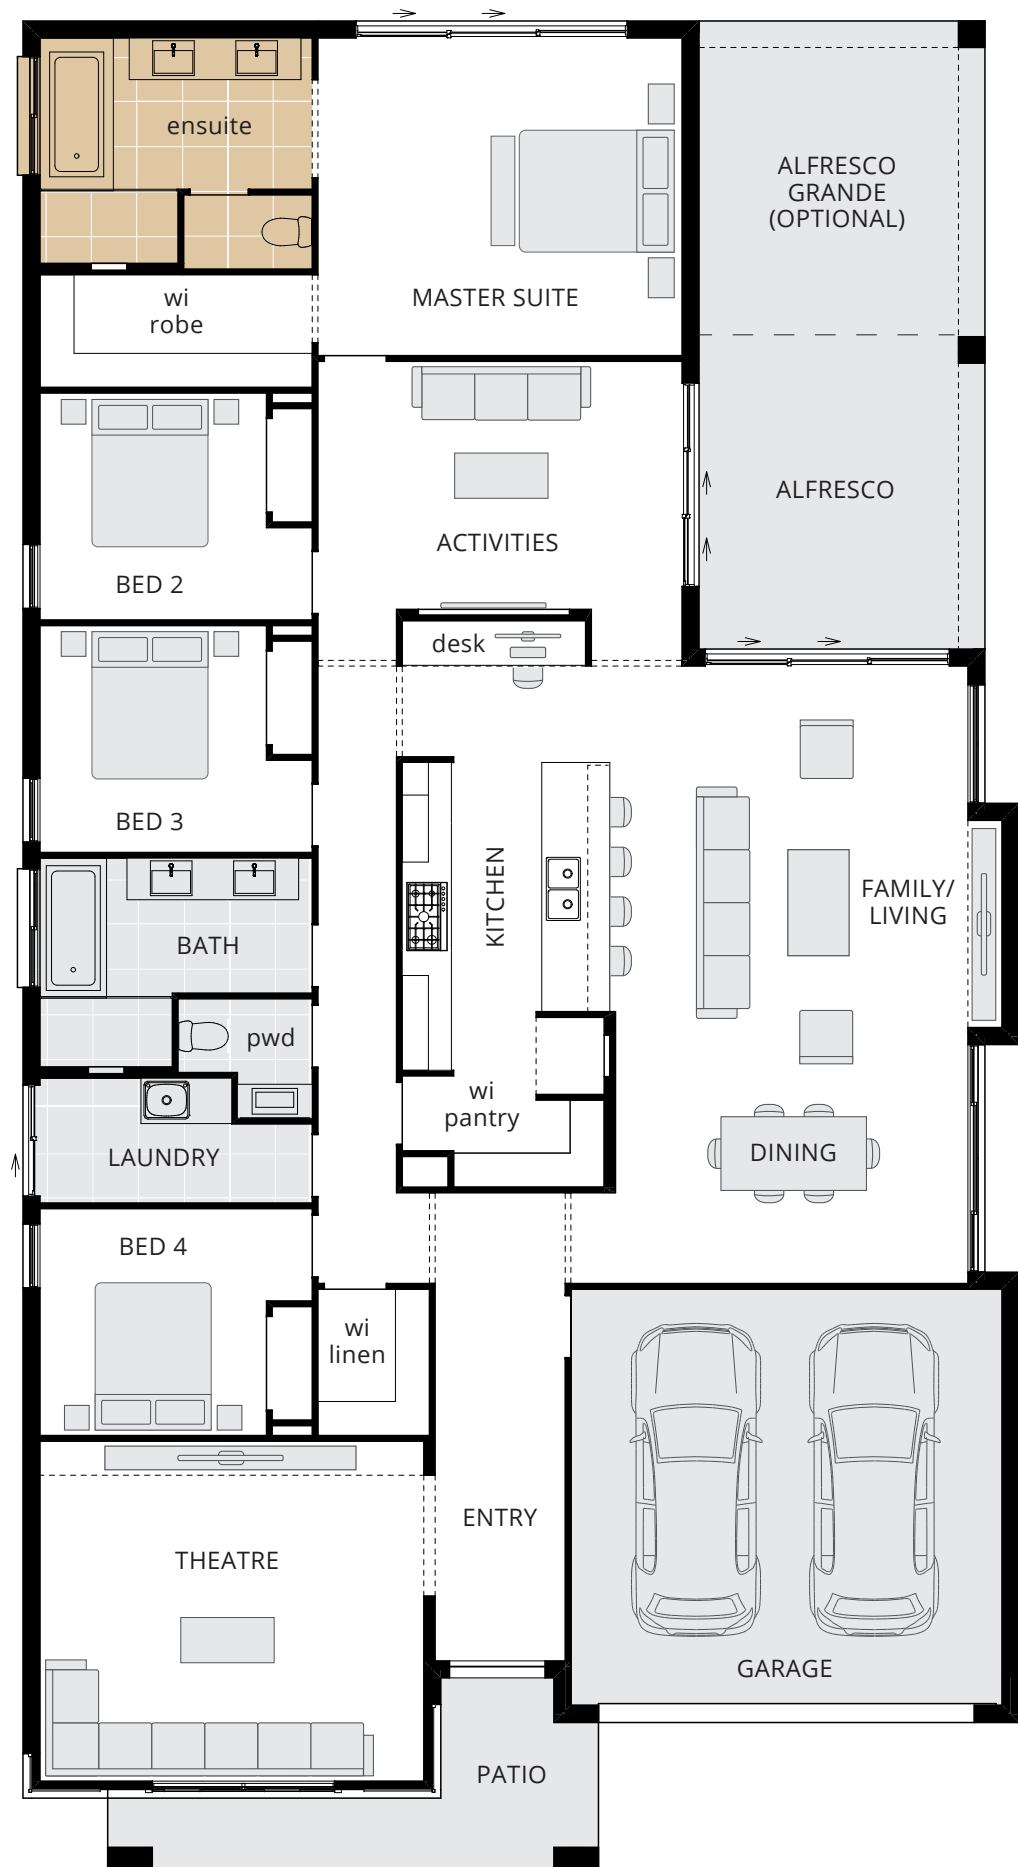 ensuite
ALFRESCO
GRANDE
(OPTIONAL)
MASTER SUITE
wi
robe
ALFRESCO
ACTIVITIES
BED 2
desk
BED 3
KITCHEN
FAMILY/
LIVING
BATH
pwd
wi
pantry
DINING
LAUNDRY
BED 4
wi
linen
ENTRY
THEATRE
GARAGE
PATIO